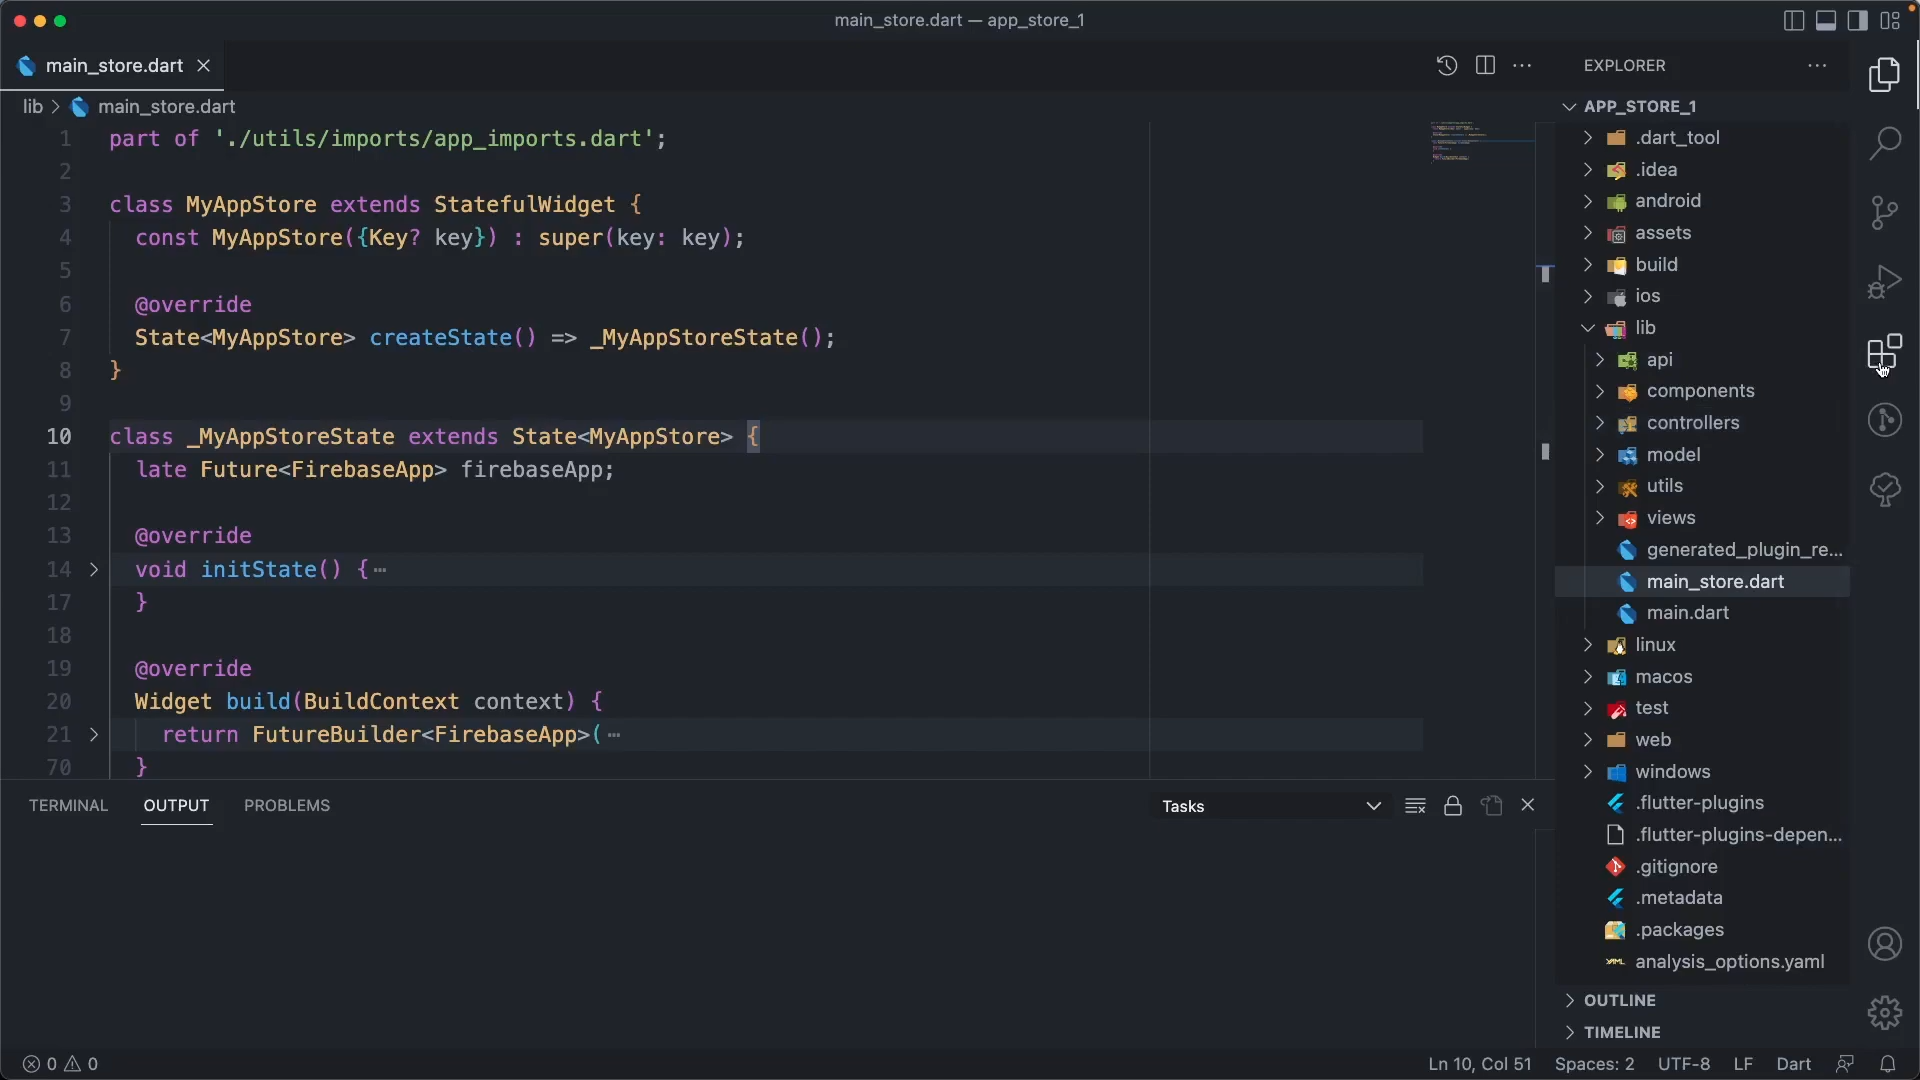 main_store.dart — app_store_1
main_store.dart
EXPLORER
lib > main_store.dart
APP_STORE_1
1 part of './utils/imports/app_imports.dart';
2
3 class MyAppStore extends StatefulWidget {
4 const MyAppStore({Key? key}) : super(key: key);
5
6 @override
7 State<MyAppStore> createState() => _MyAppStoreState();
8 }
9
10 class _MyAppStoreState extends State<MyAppStore> {
11 late Future<FirebaseApp> firebaseApp;
12
13 @override
14 void initState() {⋯
17 }
18
19 @override
20 Widget build(BuildContext context) {
21 return FutureBuilder<FirebaseApp>(⋯
70 }
.dart_tool
.idea
android
assets
build
ios
lib
api
components
controllers
model
utils
views
generated_plugin_re...
main_store.dart
main.dart
linux
macos
test
web
windows
.flutter-plugins
.flutter-plugins-depen...
.gitignore
.metadata
.packages
YAML analysis_options.yaml
OUTLINE
TIMELINE
TERMINAL OUTPUT PROBLEMS Tasks
0 0 Ln 10, Col 51 Spaces: 2 UTF-8 LF Dart